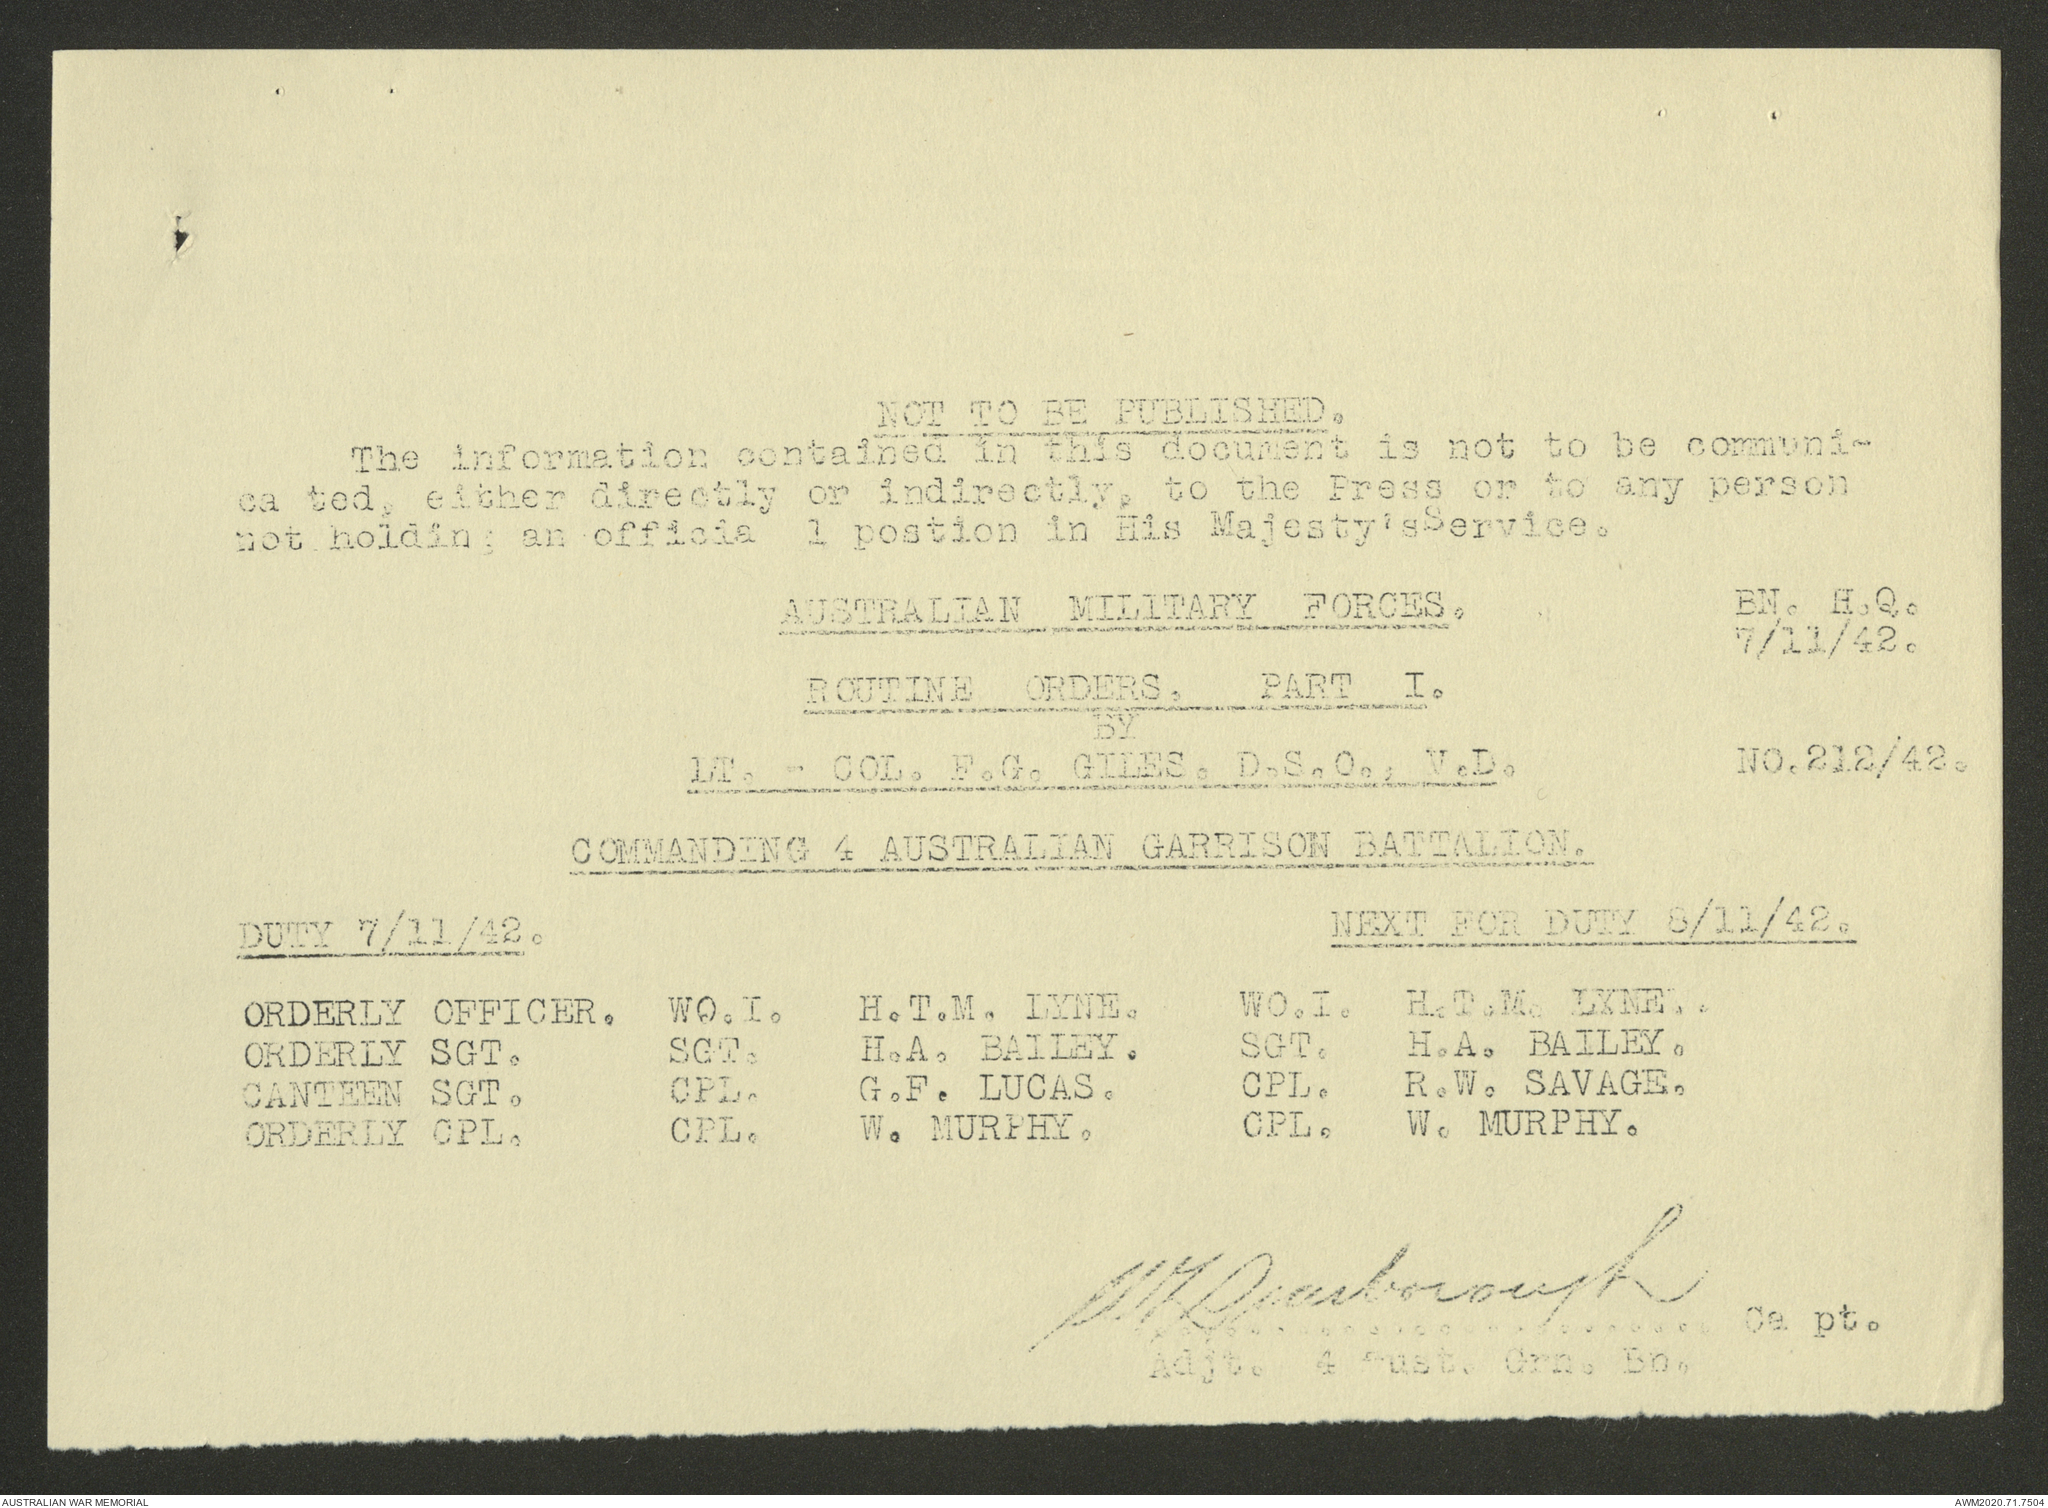 NOT TO BE PUBLISHED.
The information contained in this document is not to be communi-
ca ted, either directly or indirectly, to the Press or to any person
not holding an officia l postion in His Majesty'sService.
AUSTRALIAN MILITARY FORCES. BN. H.Q.
7/11/42.
ROUTINE ORDERS. PART I.
BY
LT. - COL. F.G. GILES. D.S.O., V.D. NO.212/42.
COMMANDING 4 AUSTRALIAN GARRISON BATTALION.
DUTY 7/11/42. NEXT FOR DUTY 8/11/42.
ORDERLY OFFICER. WO.I. H.T.M. LYNE. WO.I. H.T.M. LYNE..
ORDERLY SGT. SGT. H.A. BAILEY. SGT. H.A. BAILEY.
CANTEEN SGT. CPL. G.F. LUCAS. CPL. R.W. SAVAGE.
ORDERLY CPL. CPL. W. MURPHY. CPL. W. MURPHY.
Ca pt.
Adjt. 4 Aust. Grn. Bn.
AUSTRALIAN WAR MEMORIAL AWM2020.71.7504